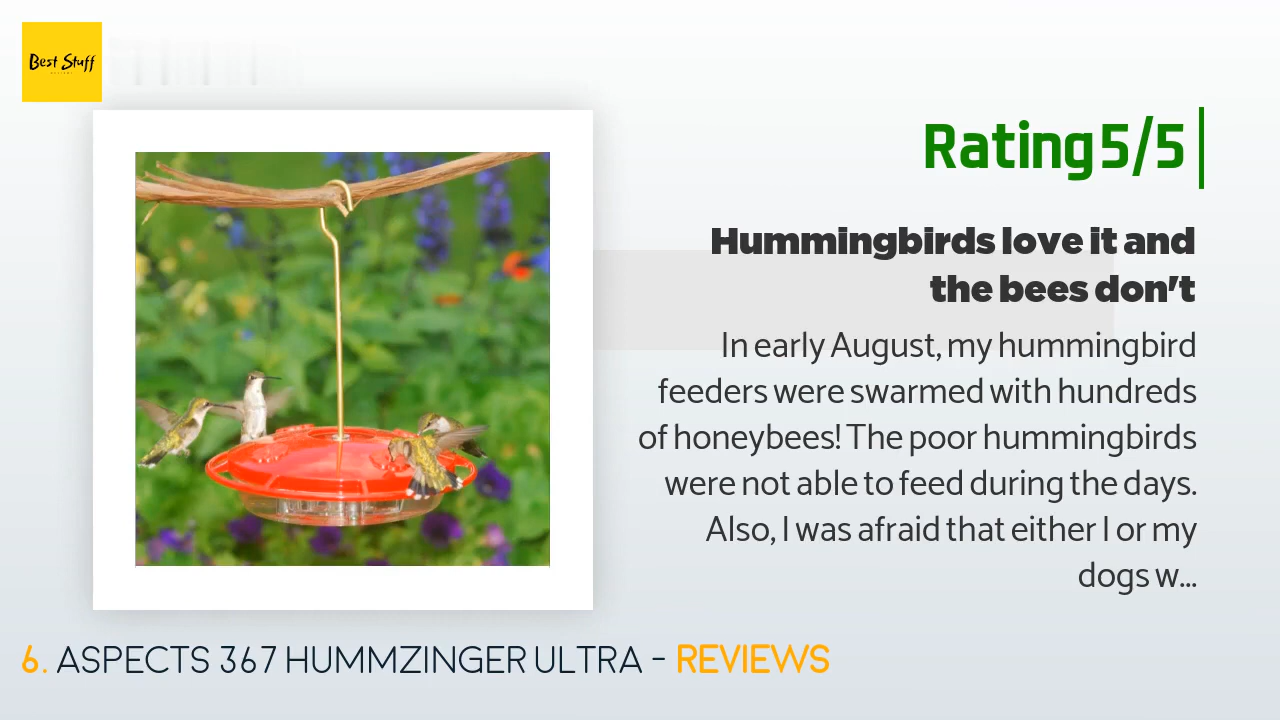 Best Stuff
Rating 5/5
Hummingbirds love it and
the bees don't
In early August, my hummingbird
feeders were swarmed with hundreds
of honeybees! The poor hummingbirds
were not able to feed during the days.
Also, I was afraid that either I or my
dogs w...
6. ASPECTS 367 HUMMZINGER ULTRA - REVIEWS